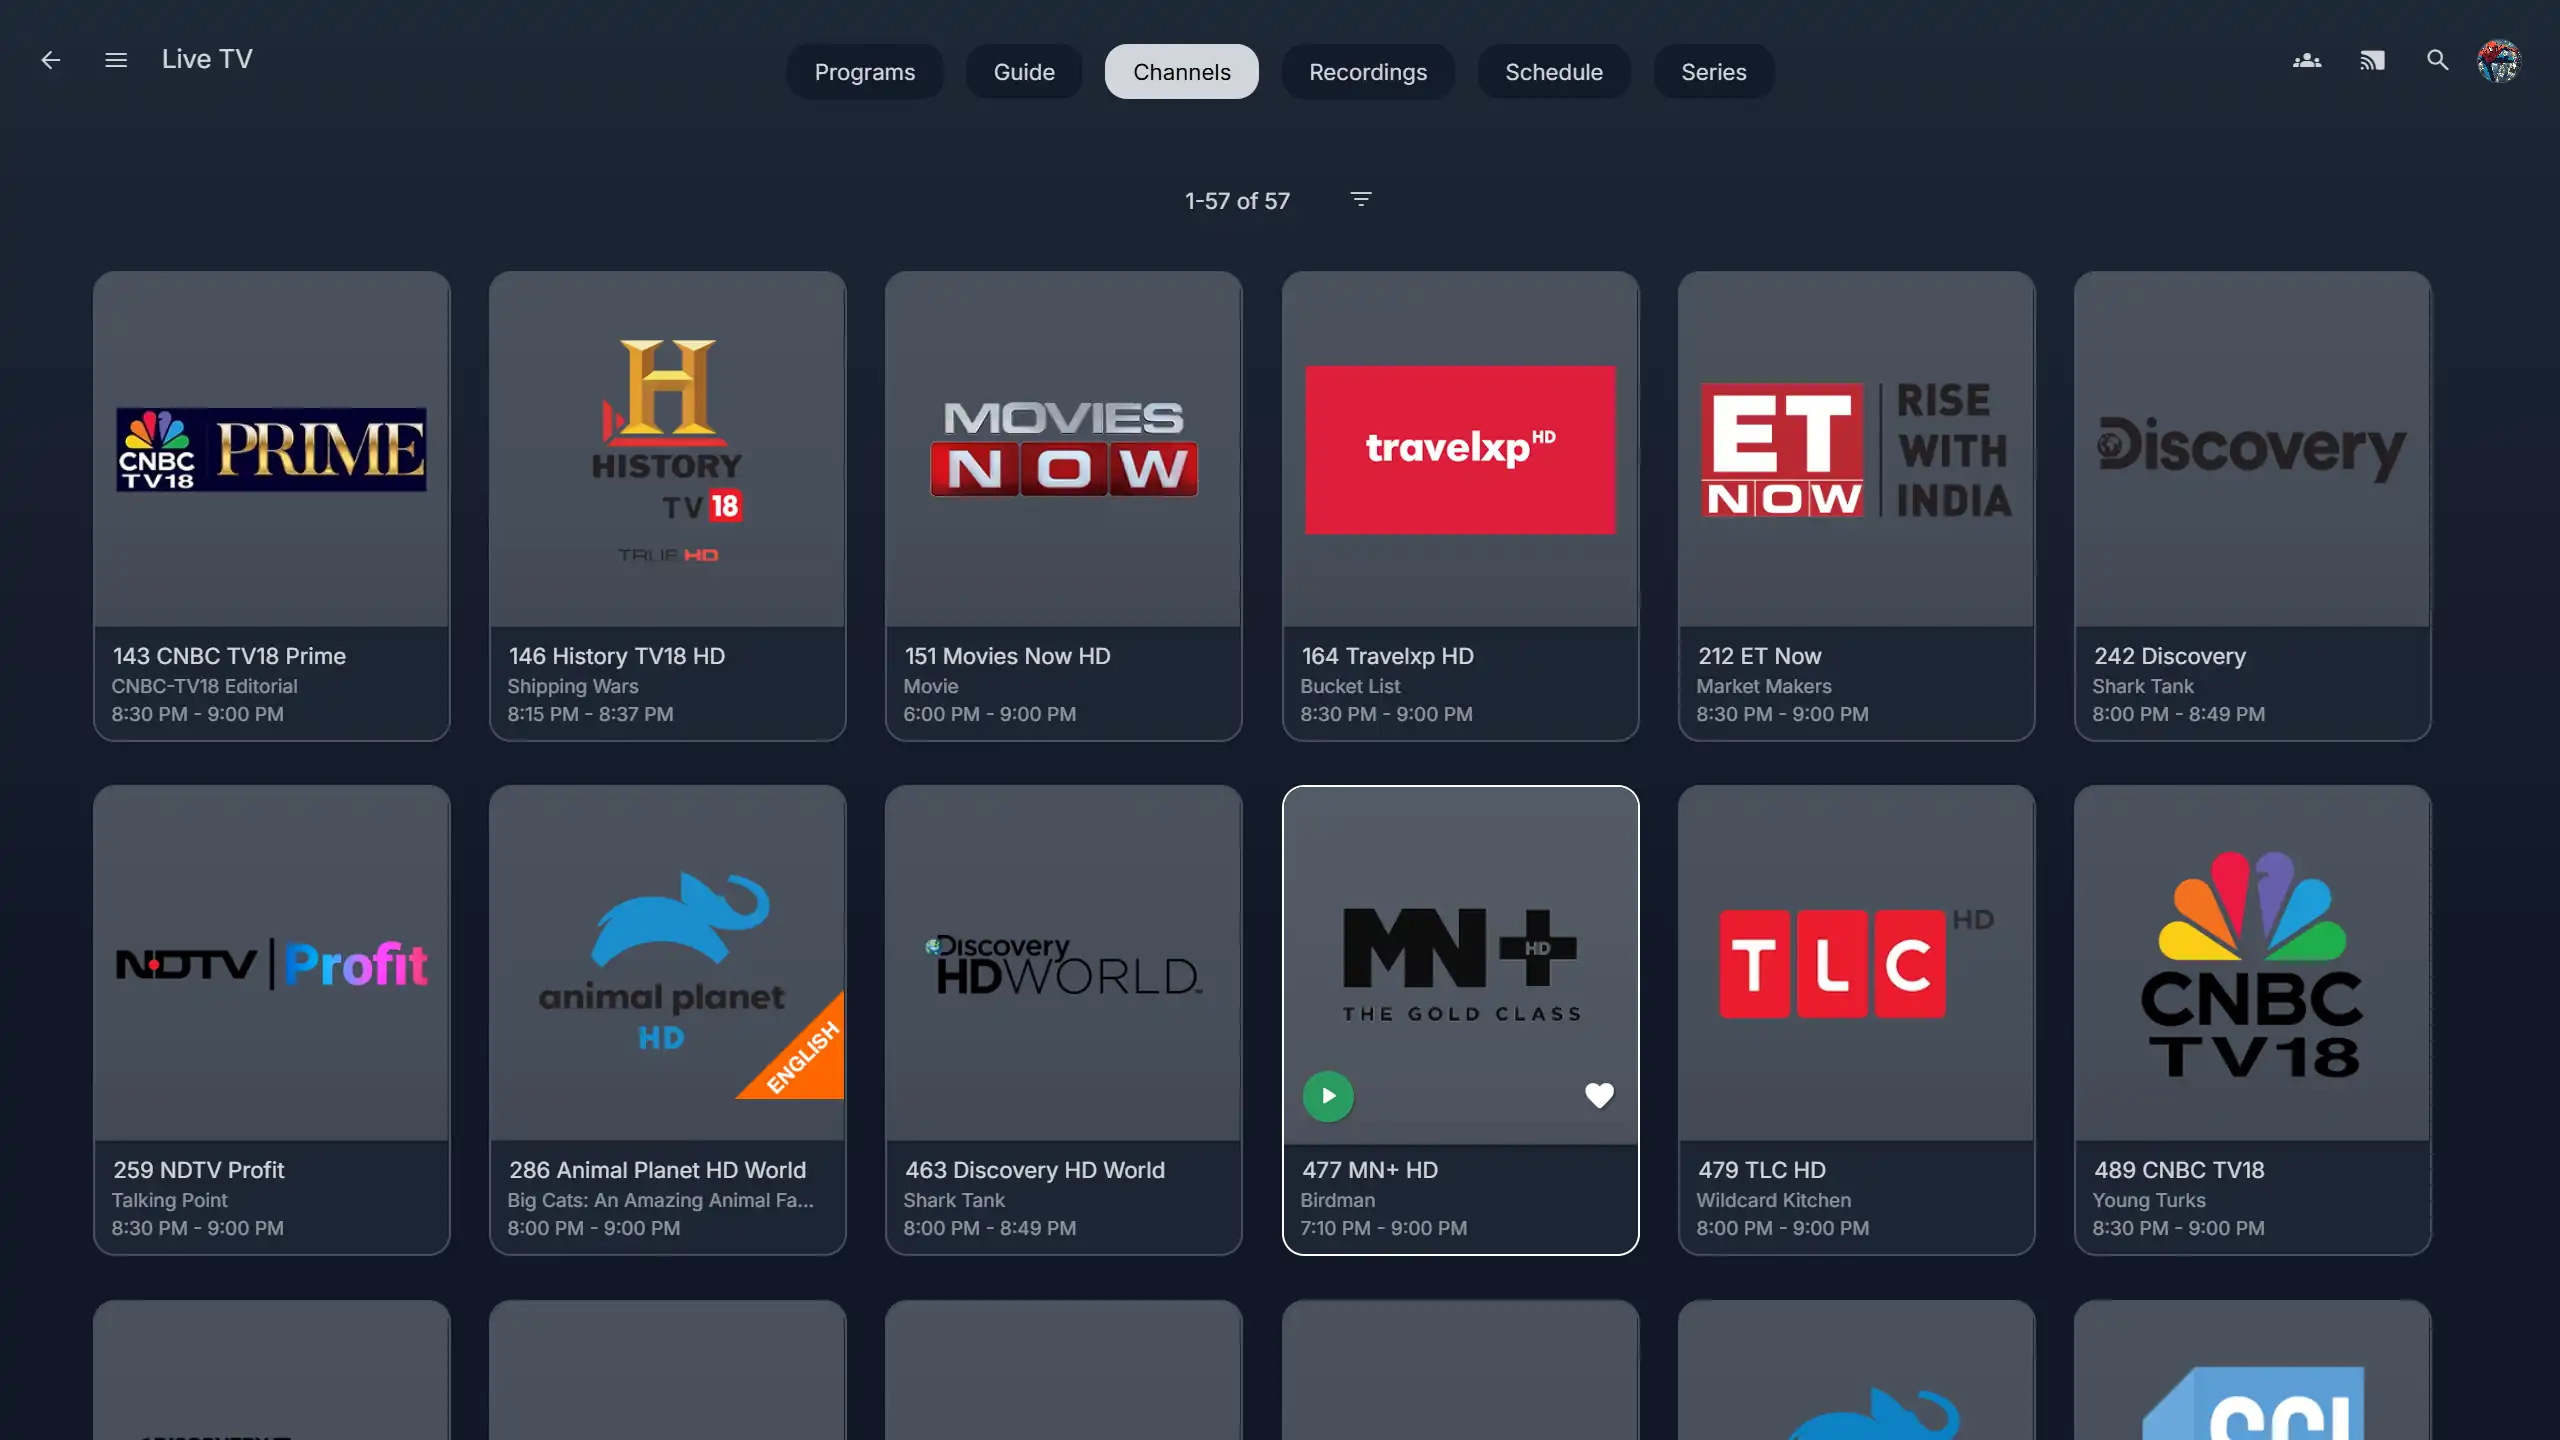 Live TV
Programs
Guide
Channels
Recordings
Schedule
Series
1-57 of 57
CNBC
TV18
PRIME
143 CNBC TV18 Prime
CNBC-TV18 Editorial
8:30 PM - 9:00 PM
HISTORY
TV 18
TRUE HD
146 History TV18 HD
Shipping Wars
8:15 PM - 8:37 PM
MOVIES
NOW
151 Movies Now HD
Movie
6:00 PM - 9:00 PM
travelxp HD
164 Travelxp HD
Bucket List
8:30 PM - 9:00 PM
ET
NOW
RISE
WITH
INDIA
212 ET Now
Market Makers
8:30 PM - 9:00 PM
Discovery
242 Discovery
Shark Tank
8:00 PM - 8:49 PM
NDTV Profit
259 NDTV Profit
Talking Point
8:30 PM - 9:00 PM
animal planet
HD
ENGLISH
286 Animal Planet HD World
Big Cats: An Amazing Animal Fa...
8:00 PM - 9:00 PM
Discovery
HDWORLD
463 Discovery HD World
Shark Tank
8:00 PM - 8:49 PM
MN+ HD
THE GOLD CLASS
477 MN+ HD
Birdman
7:10 PM - 9:00 PM
TLC HD
479 TLC HD
Wildcard Kitchen
8:00 PM - 9:00 PM
CNBC
TV18
489 CNBC TV18
Young Turks
8:30 PM - 9:00 PM